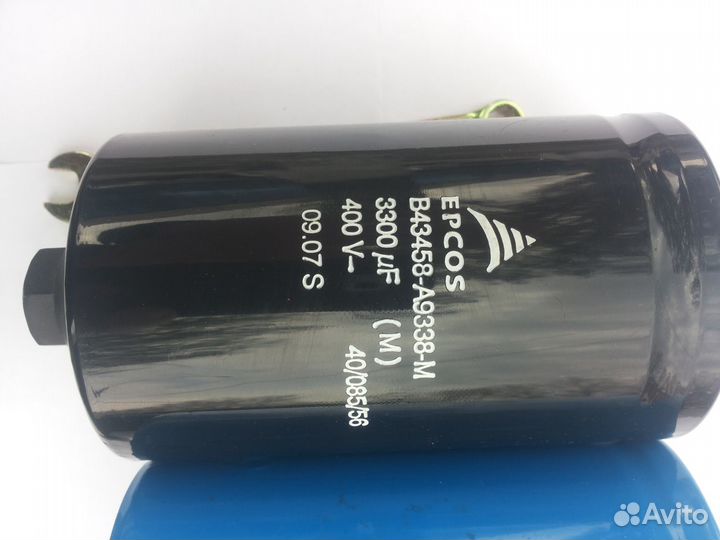 EPCOS
B43458-A9338-M
3300 µF (M)
400 V- 40/085/56
09.07 S
Avito